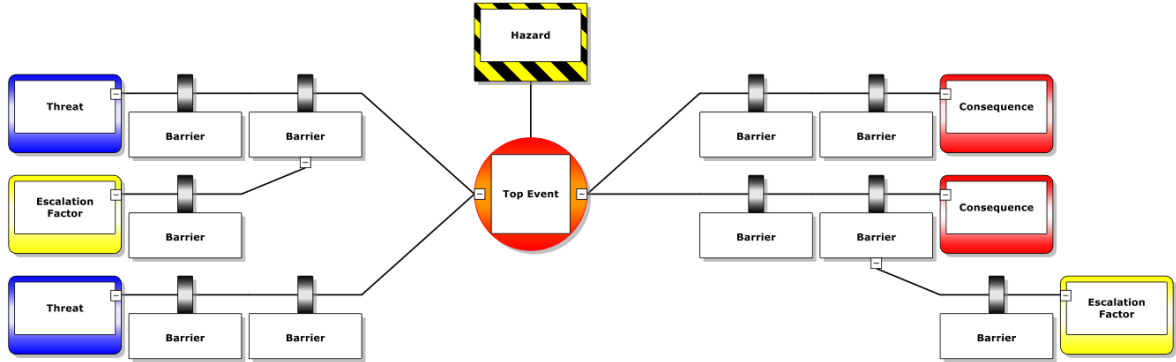 Hazard
Threat
Barrier
Barrier
Barrier
Barrier
Consequence
Top Event
Escalation
Factor
Barrier
Barrier
Barrier
Consequence
Threat
Barrier
Barrier
Barrier
Escalation
Factor